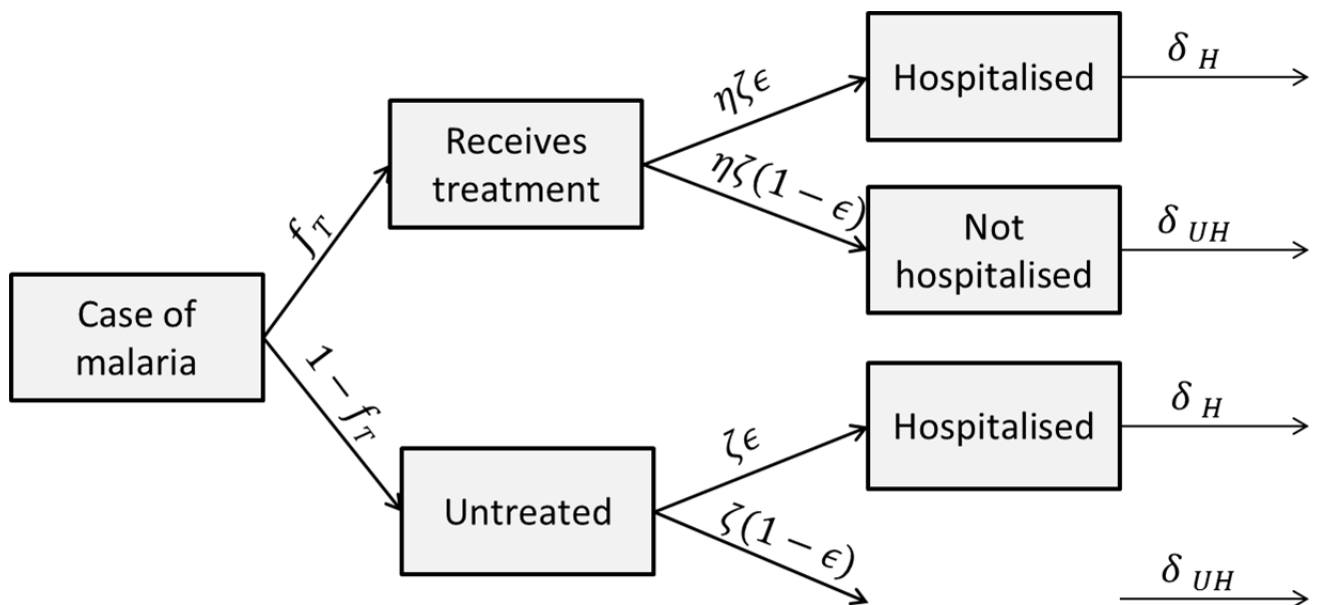 Case of
malaria
f_T
1 − f_T
Receives
treatment
Untreated
ηζϵ
ηζ(1 − ϵ)
ζϵ
ζ(1 − ϵ)
Hospitalised
δ_H
Not
hospitalised
δ_UH
Hospitalised
δ_H
δ_UH